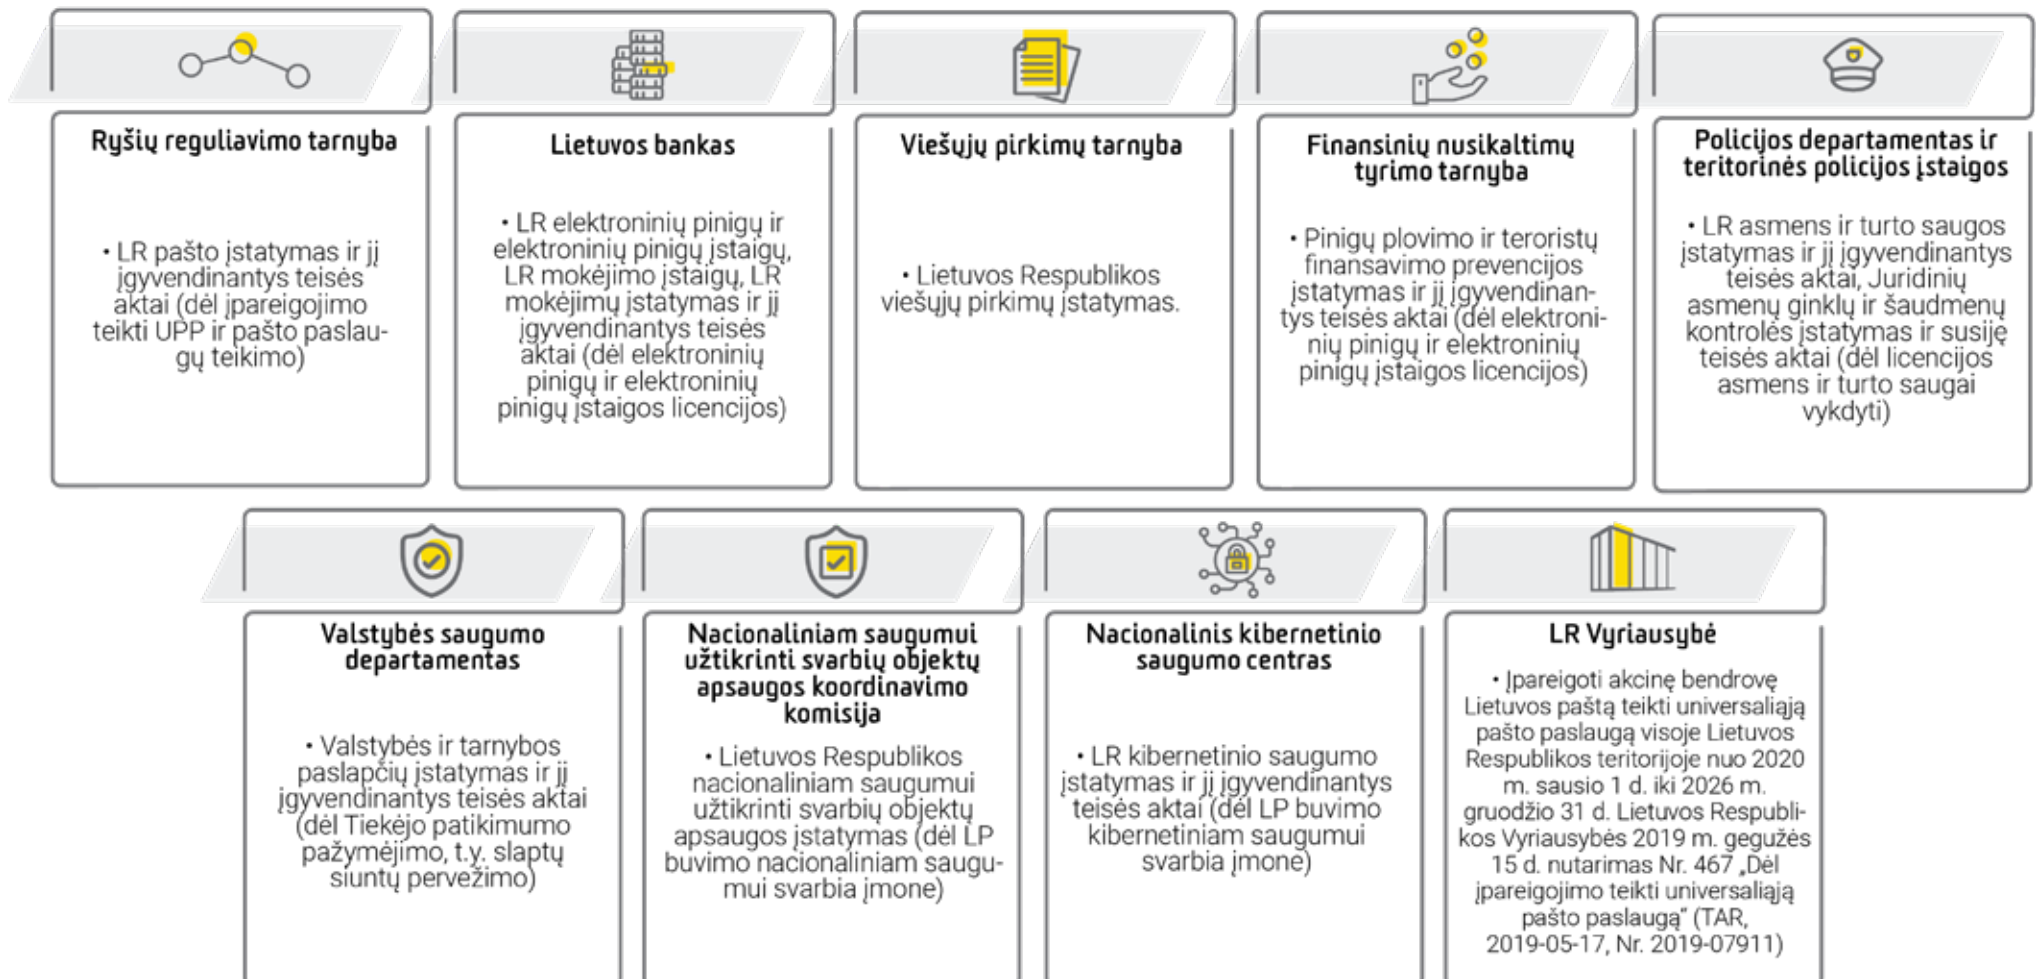 Ryšių reguliavimo tarnyba
• LR pašto įstatymas ir jį
įgyvendinantys teisės
aktai (dėl įpareigojimo
teikti UPP ir pašto paslau-
gų teikimo)
Lietuvos bankas
• LR elektroninių pinigų ir
elektroninių pinigų įstaigų,
LR mokėjimo įstaigų, LR
mokėjimų įstatymas ir jį
įgyvendinantys teisės
aktai (dėl elektroninių
pinigų ir elektroninių
pinigų įstaigos licencijos)
Viešųjų pirkimų tarnyba
• Lietuvos Respublikos
viešųjų pirkimų įstatymas.
Finansinių nusikaltimų
tyrimo tarnyba
• Pinigų plovimo ir teroristų
finansavimo prevencijos
įstatymas ir jį įgyvendinan-
tys teisės aktai (dėl elektroni-
nių pinigų ir elektroninių
pinigų įstaigos licencijos)
Policijos departamentas ir
teritorinės policijos įstaigos
• LR asmens ir turto saugos
įstatymas ir jį įgyvendinantys
teisės aktai, Juridinių
asmenų ginklų ir šaudmenų
kontrolės įstatymas ir susiję
teisės aktai (dėl licencijos
asmens ir turto saugai
vykdyti)
Valstybės saugumo
departamentas
• Valstybės ir tarnybos
paslapčių įstatymas ir jį
įgyvendinantys teisės aktai
(dėl Tiekėjo patikimumo
pažymėjimo, t.y. slaptų
siuntų pervežimo)
Nacionaliniam saugumui
užtikrinti svarbių objektų
apsaugos koordinavimo
komisija
• Lietuvos Respublikos
nacionaliniam saugumui
užtikrinti svarbių objektų
apsaugos įstatymas (dėl LP
buvimo nacionaliniam saugu-
mui svarbia įmone)
Nacionalinis kibernetinio
saugumo centras
• LR kibernetinio saugumo
įstatymas ir jį įgyvendinantys
teisės aktai (dėl LP buvimo
kibernetiniam saugumui
svarbia įmone)
LR Vyriausybė
• Įpareigoti akcinę bendrovę
Lietuvos paštą teikti universaliąją
pašto paslaugą visoje Lietuvos
Respublikos teritorijoje nuo 2020
m. sausio 1 d. iki 2026 m.
gruodžio 31 d. Lietuvos Respubli-
kos Vyriausybės 2019 m. gegužės
15 d. nutarimas Nr. 467 „Dėl
įpareigojimo teikti universaliąją
pašto paslaugą“ (TAR,
2019-05-17, Nr. 2019-07911)